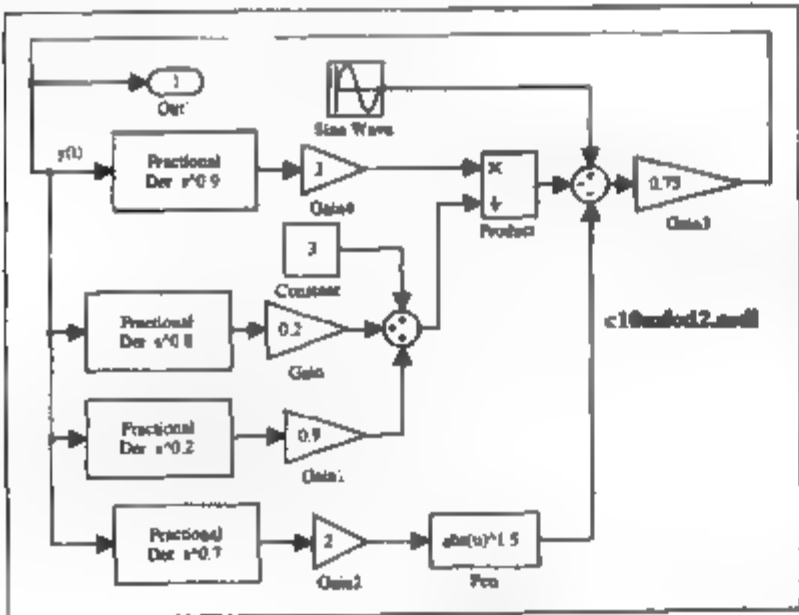 1
Out
Sine Wave
y(t)
Fractional
Der s^0.9
3
Gain4
×
÷
Product
0.75
Gain3
3
Constant
Fractional
Der s^0.8
0.2
Gain
Fractional
Der s^0.2
0.9
Gain1
Fractional
Der s^0.7
2
Gain2
abs(u)^1.5
Fcn